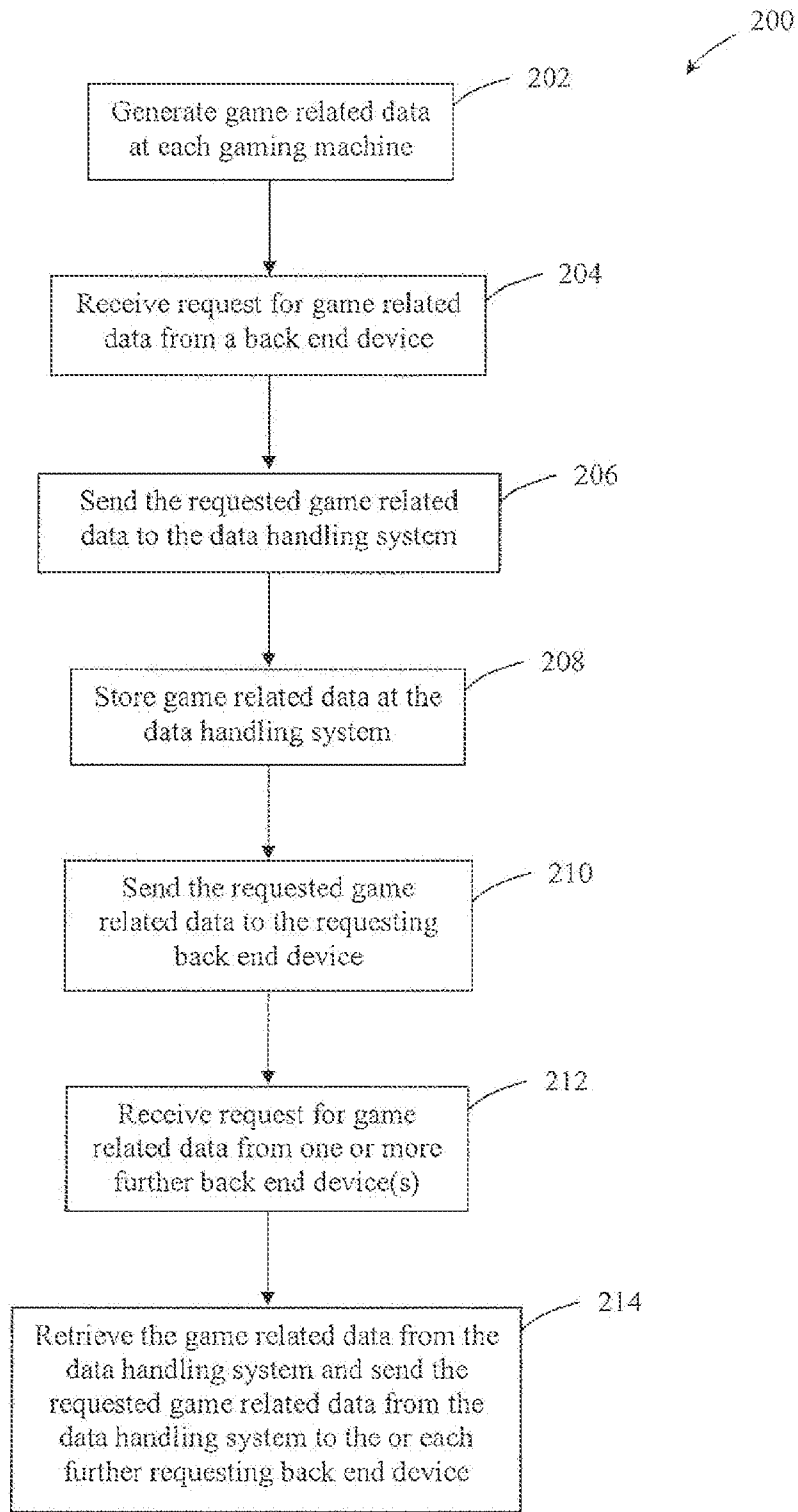 200
202
Generate game related data
at each gaming machine
204
Receive request for game related
data from a back end device
206
Send the requested game related
data to the data handling system
208
Store game related data at the
data handling system
210
Send the requested game
related data to the requesting
back end device
212
Receive request for game
related data from one or more
further back end device(s)
214
Retrieve the game related data from the
data handling system and send the
requested game related data from the
data handling system to the or each
further requesting back end device